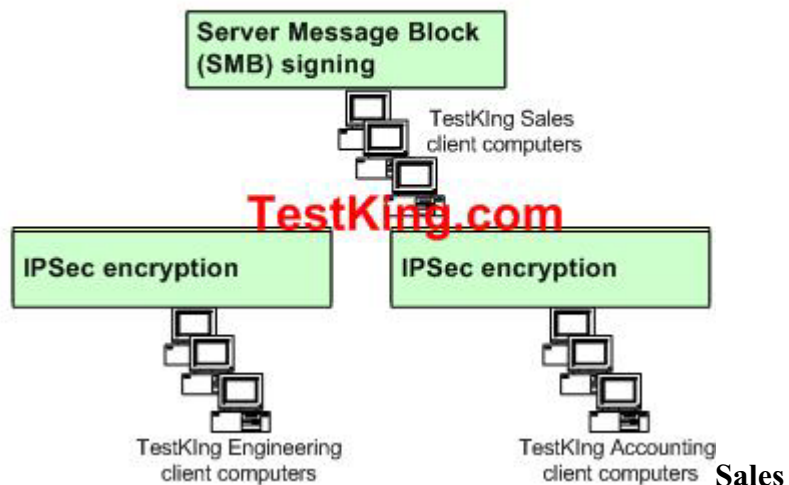 Server Message Block
(SMB) signing
TestKIng Sales
client computers
TestKing.com
IPSec encryption
IPSec encryption
TestKIng Engineering
client computers
TestKIng Accounting
client computers
Sales